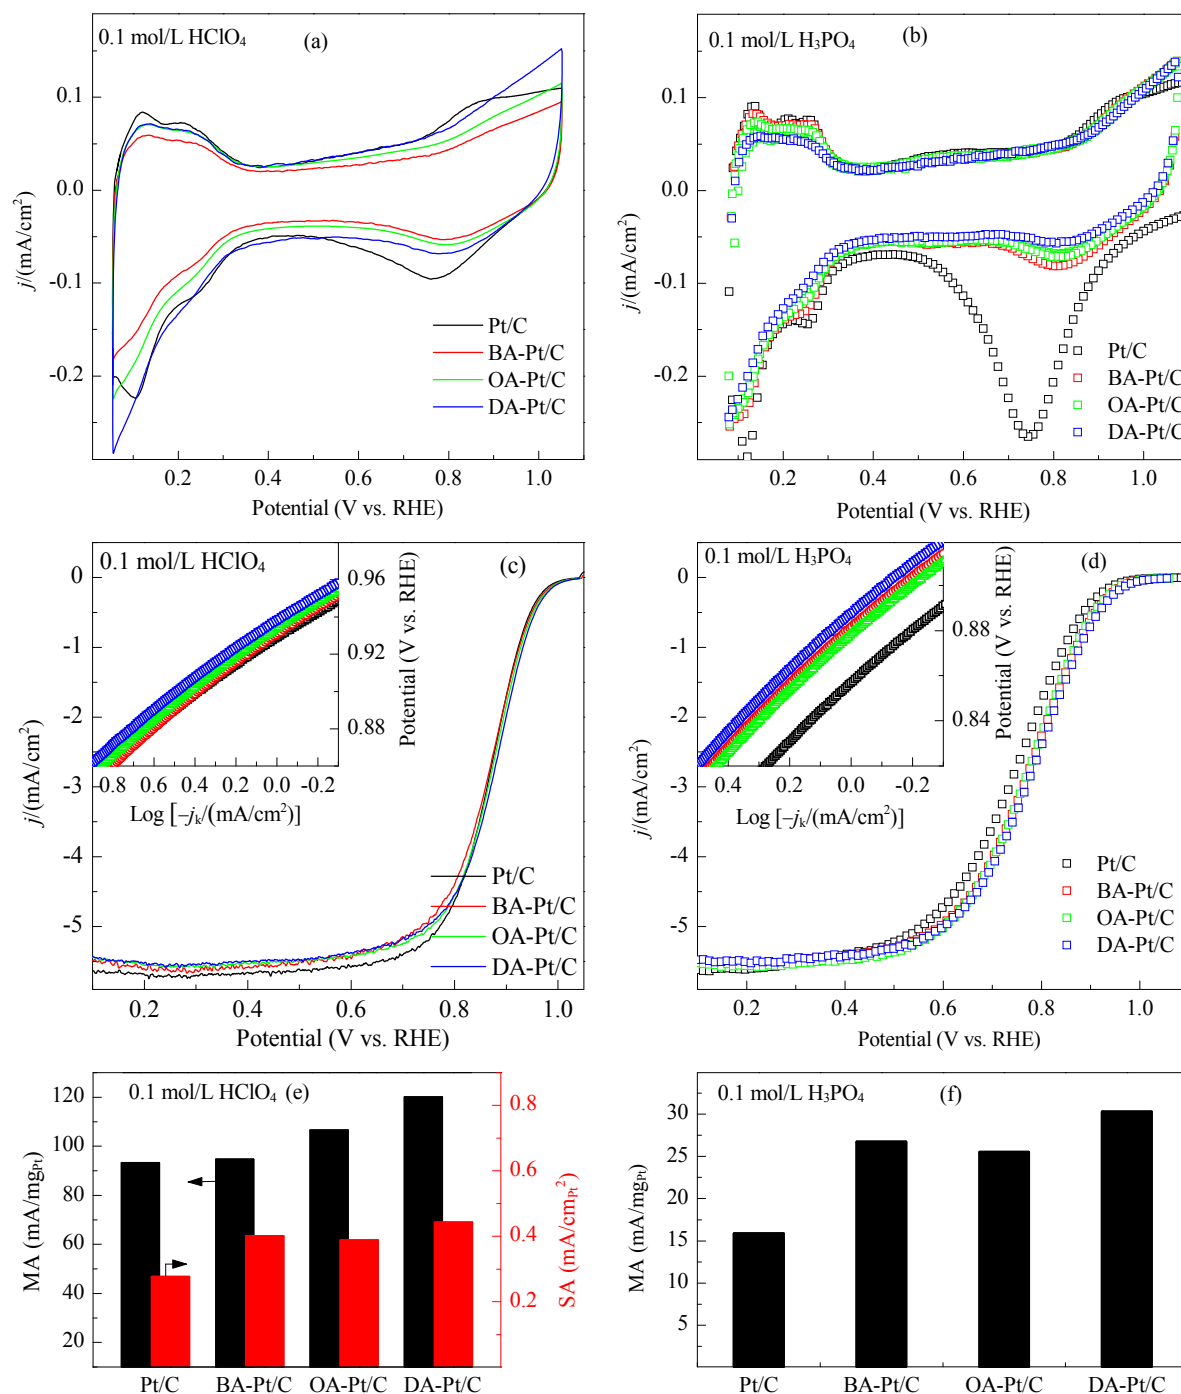 0.1 mol/L HClO₄ (a)
0.1
0.0
-0.1
-0.2
j/(mA/cm²)
Pt/C
BA-Pt/C
OA-Pt/C
DA-Pt/C
0.2 0.4 0.6 0.8 1.0
Potential (V vs. RHE)
0.1 mol/L H₃PO₄ (b)
0.1
0.0
-0.1
-0.2
j/(mA/cm²)
Pt/C
BA-Pt/C
OA-Pt/C
DA-Pt/C
0.2 0.4 0.6 0.8 1.0
Potential (V vs. RHE)
0.1 mol/L HClO₄ (c)
0
-1
-2
-3
-4
-5
j/(mA/cm²)
0.96
0.92
0.88
Potential (V vs. RHE)
0.8 0.6 0.4 0.2 0.0 -0.2
Log [−jₖ/(mA/cm²)]
Pt/C
BA-Pt/C
OA-Pt/C
DA-Pt/C
0.2 0.4 0.6 0.8 1.0
Potential (V vs. RHE)
0.1 mol/L H₃PO₄ (d)
0
-1
-2
-3
-4
-5
j/(mA/cm²)
0.88
0.84
Potential (V vs. RHE)
0.4 0.2 0.0 -0.2
Log [−jₖ/(mA/cm²)]
Pt/C
BA-Pt/C
OA-Pt/C
DA-Pt/C
0.2 0.4 0.6 0.8 1.0
Potential (V vs. RHE)
0.1 mol/L HClO₄ (e)
120
100
80
60
40
20
MA (mA/mgPt)
0.8
0.6
0.4
0.2
SA (mA/cmPt²)
Pt/C BA-Pt/C OA-Pt/C DA-Pt/C
0.1 mol/L H₃PO₄ (f)
30
25
20
15
10
5
0
MA (mA/mgPt)
Pt/C BA-Pt/C OA-Pt/C DA-Pt/C